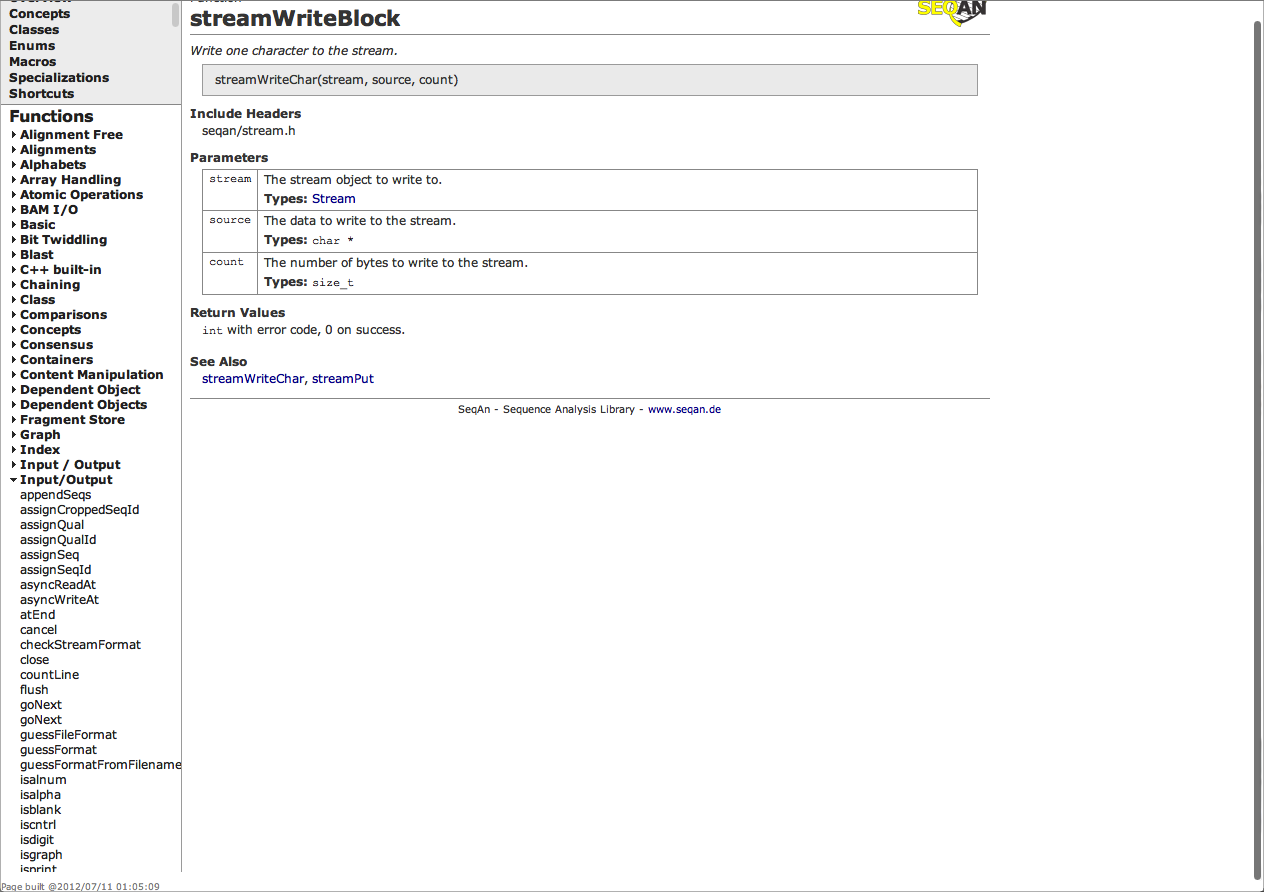 Concepts
Classes
Enums
Macros
Specializations
Shortcuts
Functions
Alignment Free
Alignments
Alphabets
Array Handling
Atomic Operations
BAM I/O
Basic
Bit Twiddling
Blast
C++ built-in
Chaining
Class
Comparisons
Concepts
Consensus
Containers
Content Manipulation
Dependent Object
Dependent Objects
Fragment Store
Graph
Index
Input / Output
Input/Output
appendSeqs
assignCroppedSeqId
assignQual
assignQualId
assignSeq
assignSeqId
asyncReadAt
asyncWriteAt
atEnd
cancel
checkStreamFormat
close
countLine
flush
goNext
goNext
guessFileFormat
guessFormat
guessFormatFromFilename
isalnum
isalpha
isblank
iscntrl
isdigit
isgraph
isprint
Page built @2012/07/11 01:05:09
streamWriteBlock
SEQAN
Write one character to the stream.
streamWriteChar(stream, source, count)
Include Headers
seqan/stream.h
Parameters
stream The stream object to write to.
Types: Stream
source The data to write to the stream.
Types: char *
count The number of bytes to write to the stream.
Types: size_t
Return Values
int with error code, 0 on success.
See Also
streamWriteChar, streamPut
SeqAn - Sequence Analysis Library - www.seqan.de